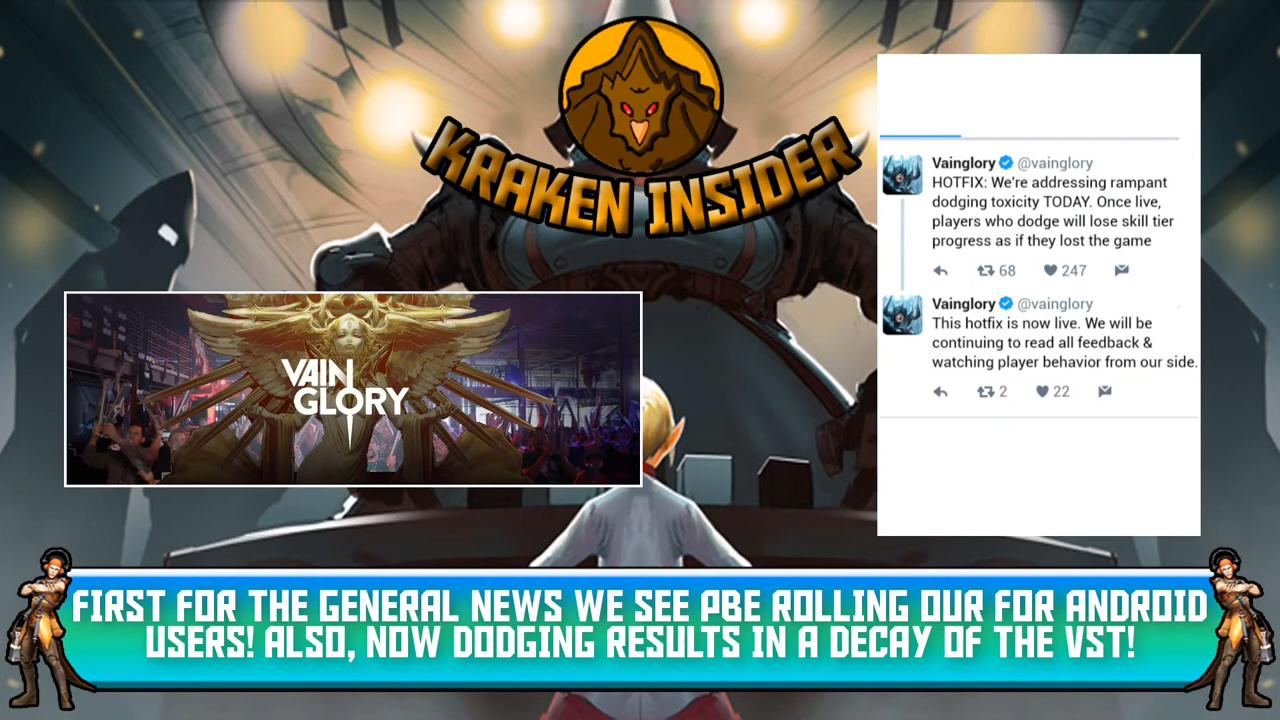 KRAKEN INSIDER
Vainglory @vainglory
HOTFIX: We're addressing rampant
dodging toxicity TODAY. Once live,
players who dodge will lose skill tier
progress as if they lost the game
68 247
Vainglory @vainglory
This hotfix is now live. We will be
continuing to read all feedback &
watching player behavior from our side.
2 22
VAIN
GLORY
FIRST FOR THE GENERAL NEWS WE SEE PBE ROLLING OUR FOR ANDROID
USERS! ALSO, NOW DODGING RESULTS IN A DECAY OF THE VST!